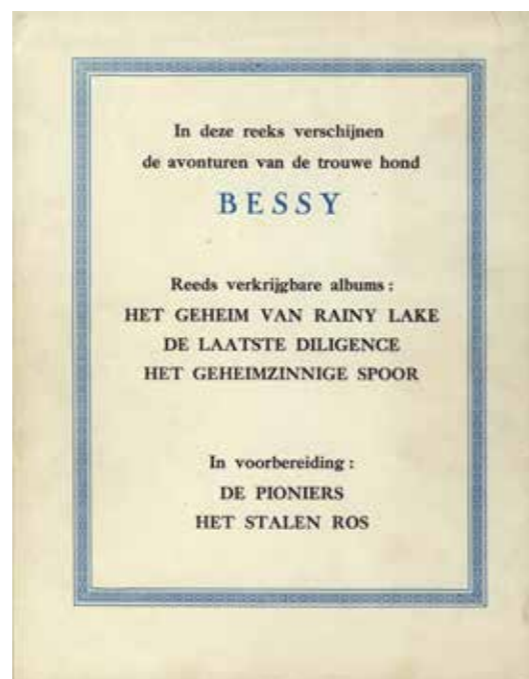 In deze reeks verschijnen
de avonturen van de trouwe hond
BESSY
Reeds verkrijgbare albums :
HET GEHEIM VAN RAINY LAKE
DE LAATSTE DILIGENCE
HET GEHEIMZINNIGE SPOOR
In voorbereiding :
DE PIONIERS
HET STALEN ROS